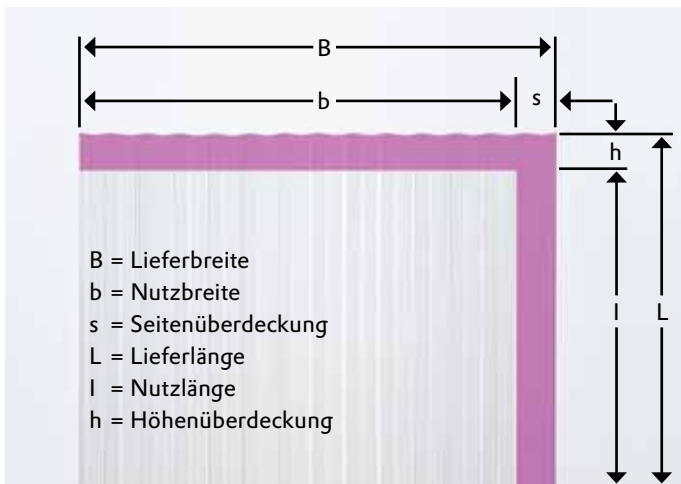 B
b
s
h
l
L
B = Lieferbreite
b = Nutzbreite
s = Seitenüberdeckung
L = Lieferlänge
l = Nutzlänge
h = Höhenüberdeckung